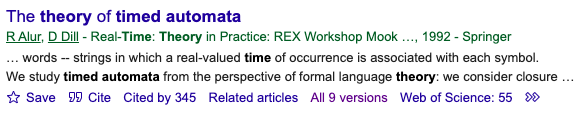 The theory of timed automata
R Alur, D Dill - Real-Time: Theory in Practice: REX Workshop Mook …, 1992 - Springer
… words -- strings in which a real-valued time of occurrence is associated with each symbol.
We study timed automata from the perspective of formal language theory: we consider closure …
Save Cite Cited by 345 Related articles All 9 versions Web of Science: 55